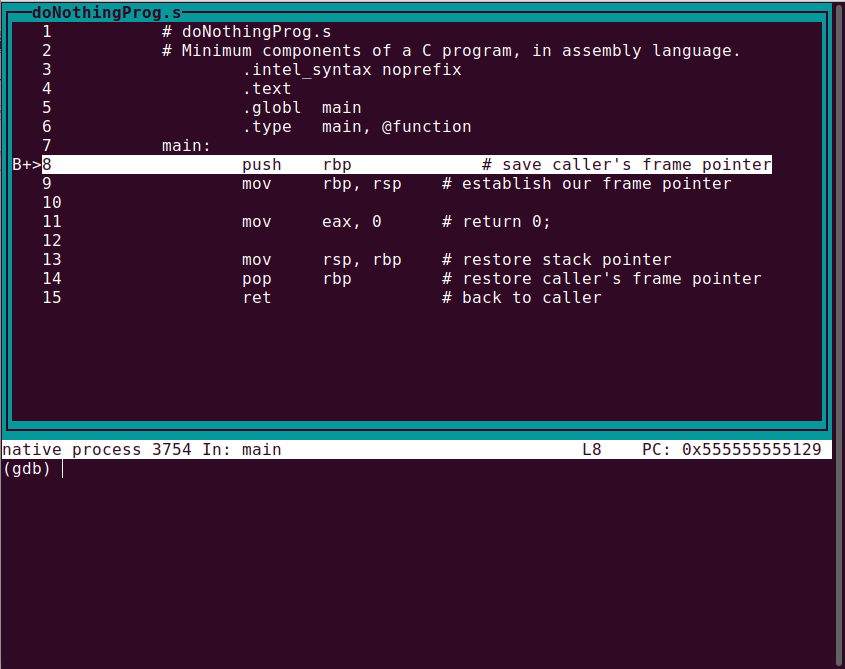 doNothingProg.s
1 # doNothingProg.s
2 # Minimum components of a C program, in assembly language.
3 .intel_syntax noprefix
4 .text
5 .globl main
6 .type main, @function
7 main:
B+>8 push rbp # save caller's frame pointer
9 mov rbp, rsp # establish our frame pointer
10
11 mov eax, 0 # return 0;
12
13 mov rsp, rbp # restore stack pointer
14 pop rbp # restore caller's frame pointer
15 ret # back to caller
native process 3754 In: main L8 PC: 0x555555555129
(gdb)